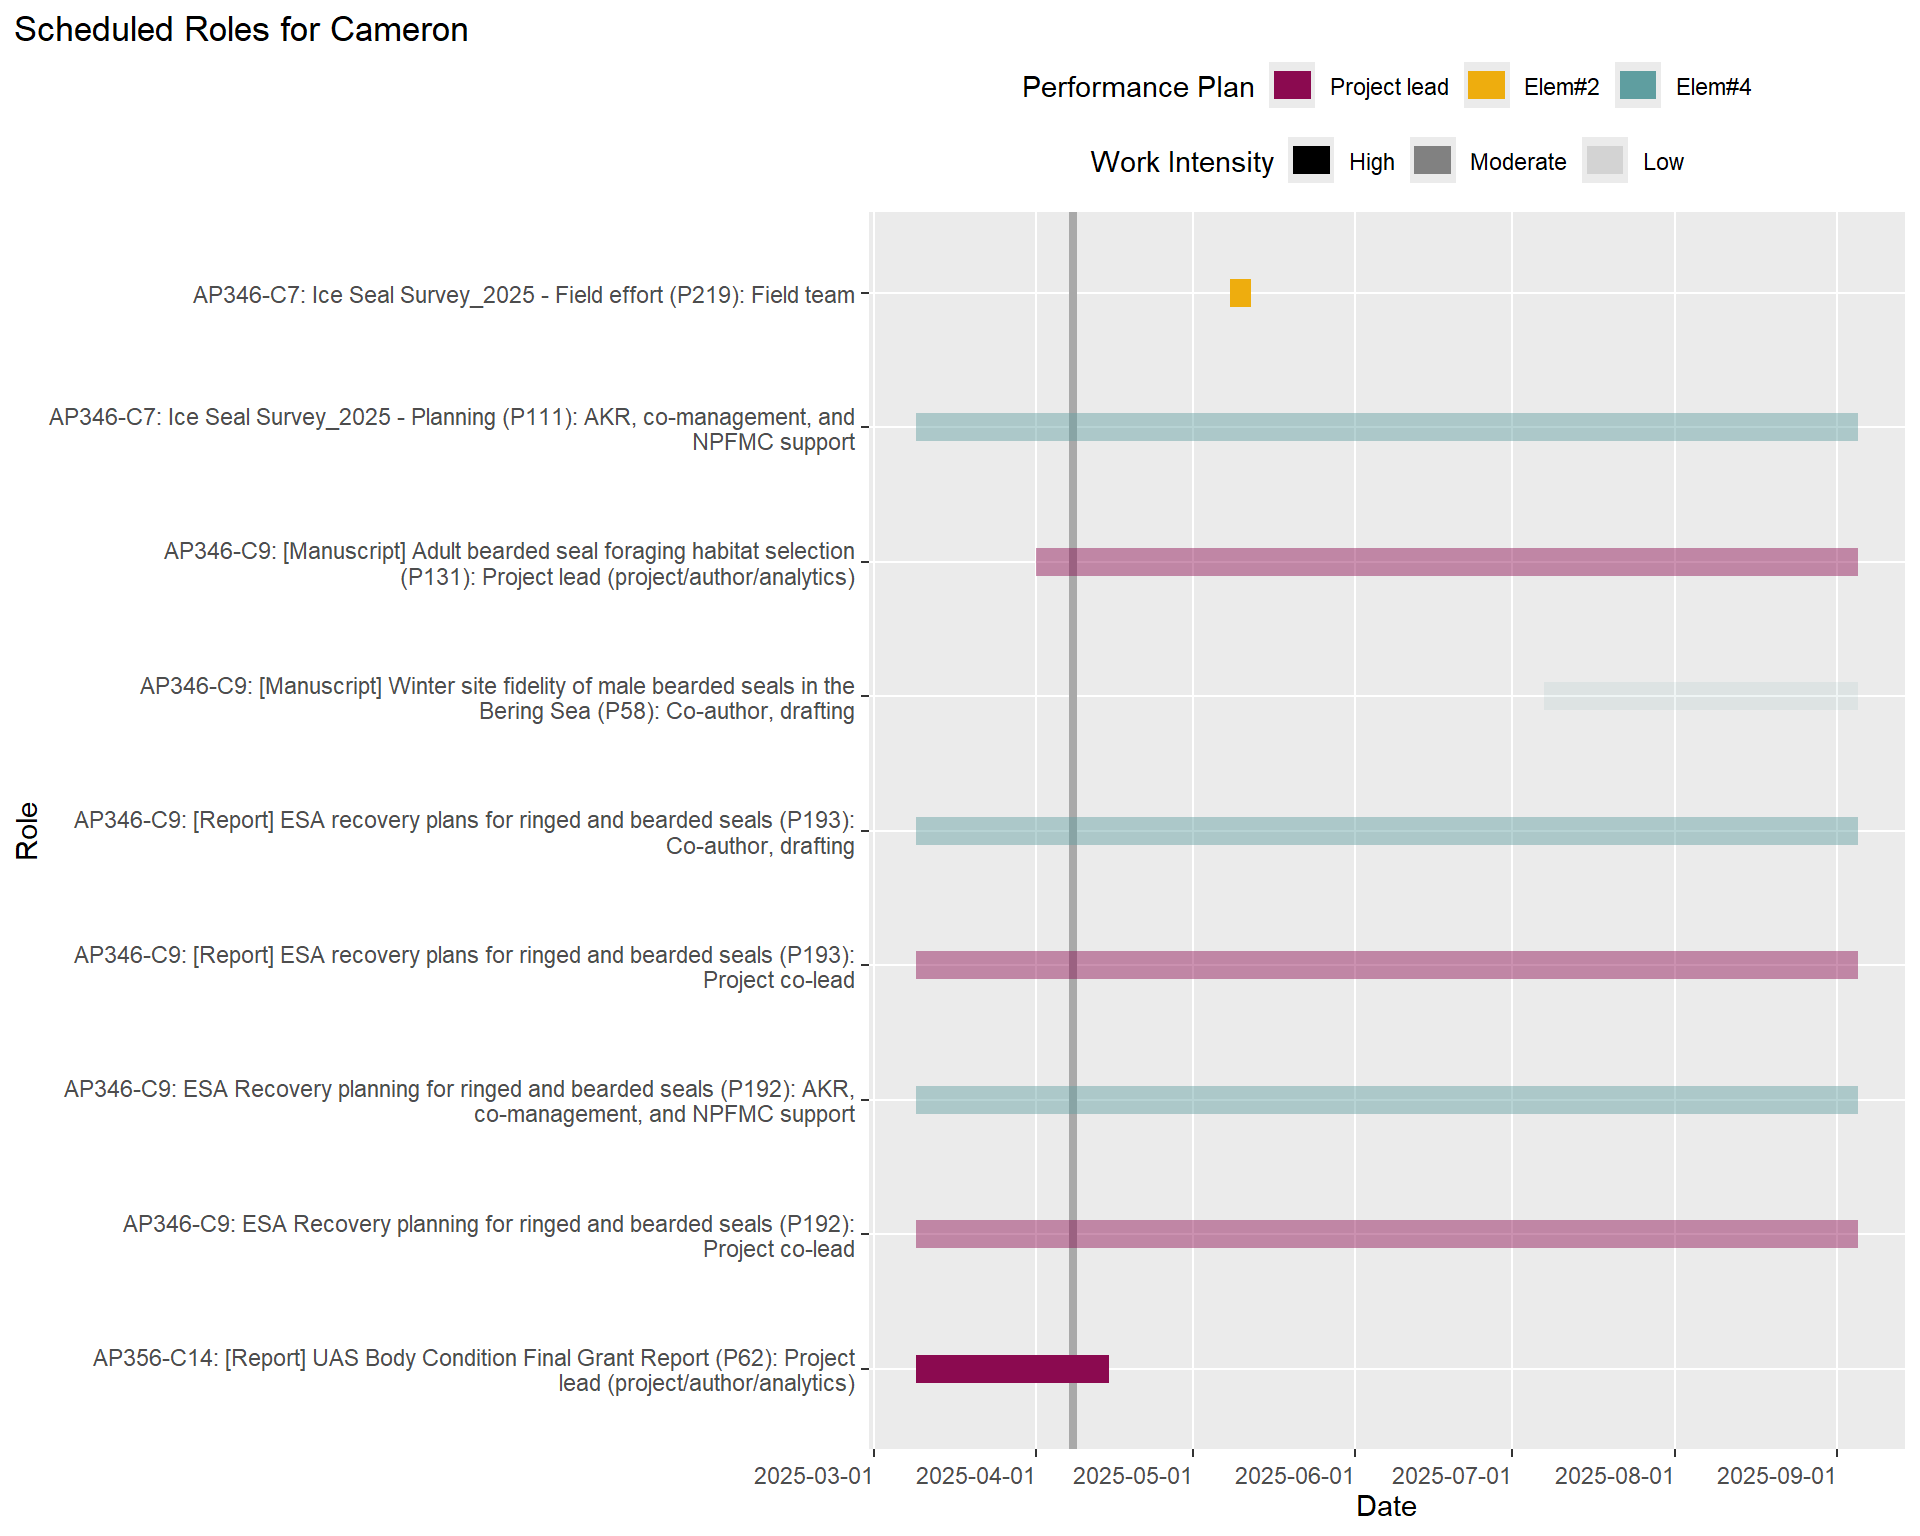 Scheduled Roles for Cameron
Performance Plan Project lead Elem#2 Elem#4
Work Intensity High Moderate Low
AP346-C7: Ice Seal Survey_2025 - Field effort (P219): Field team
AP346-C7: Ice Seal Survey_2025 - Planning (P111): AKR, co-management, and
NPFMC support
AP346-C9: [Manuscript] Adult bearded seal foraging habitat selection
(P131): Project lead (project/author/analytics)
AP346-C9: [Manuscript] Winter site fidelity of male bearded seals in the
Bering Sea (P58): Co-author, drafting
AP346-C9: [Report] ESA recovery plans for ringed and bearded seals (P193):
Co-author, drafting
AP346-C9: [Report] ESA recovery plans for ringed and bearded seals (P193):
Project co-lead
AP346-C9: ESA Recovery planning for ringed and bearded seals (P192): AKR,
co-management, and NPFMC support
AP346-C9: ESA Recovery planning for ringed and bearded seals (P192):
Project co-lead
AP356-C14: [Report] UAS Body Condition Final Grant Report (P62): Project
lead (project/author/analytics)
Role
2025-03-01 2025-04-01 2025-05-01 2025-06-01 2025-07-01 2025-08-01 2025-09-01
Date